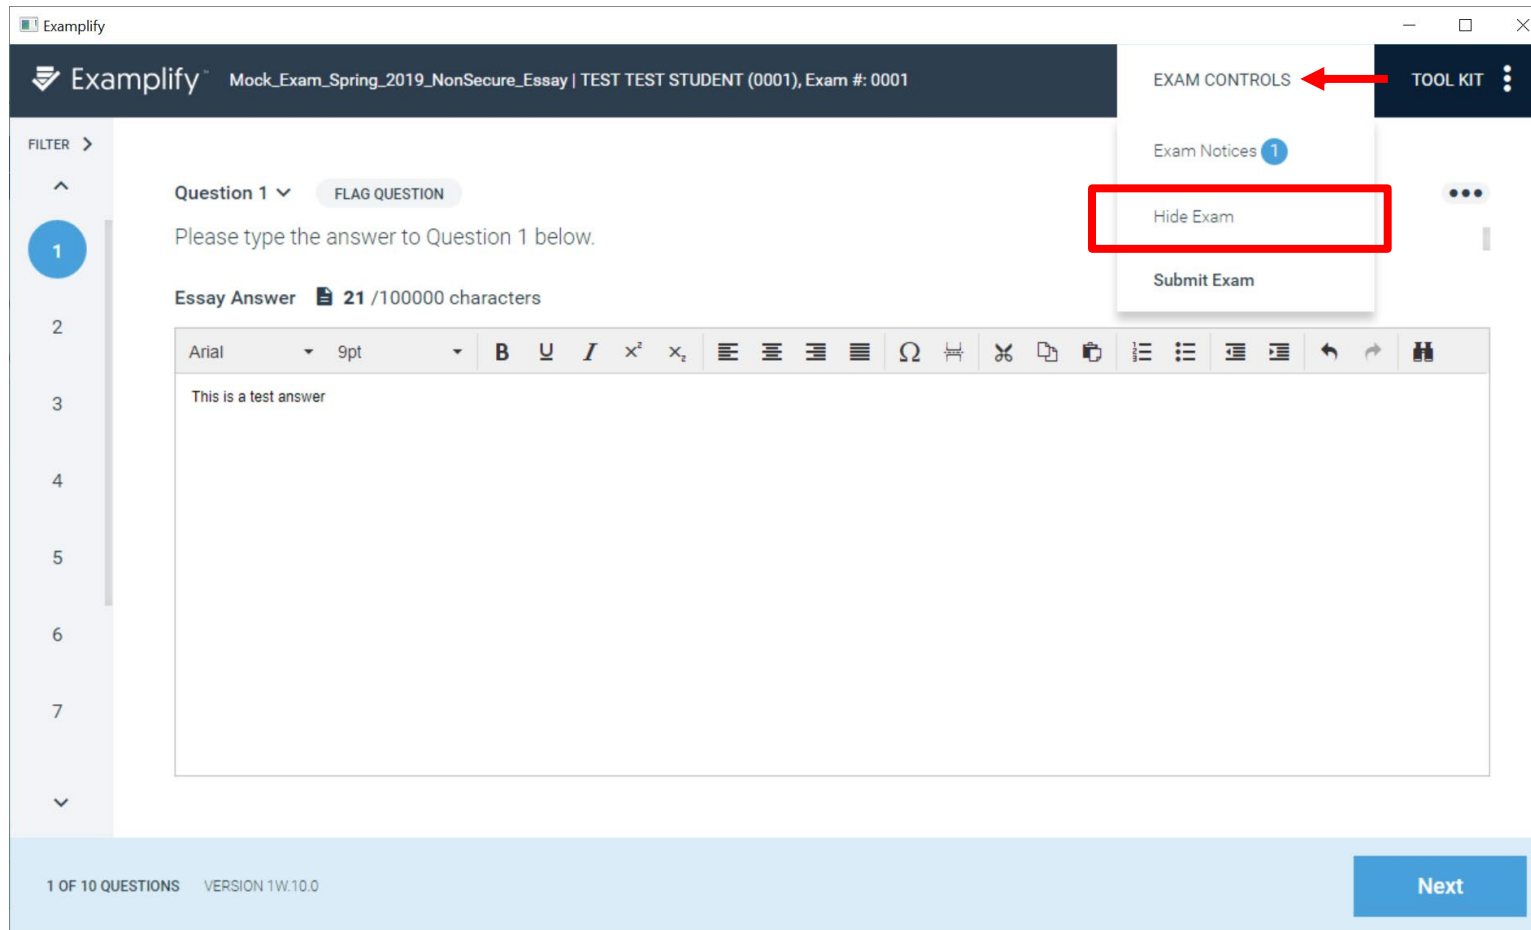 Examplify
Examplify™ Mock_Exam_Spring_2019_NonSecure_Essay | TEST TEST STUDENT (0001), Exam #: 0001 EXAM CONTROLS TOOL KIT
FILTER
Exam Notices 1
Question 1 FLAG QUESTION
Hide Exam
Please type the answer to Question 1 below.
Submit Exam
Essay Answer 21 /100000 characters
Arial 9pt B U I x² x₂ Ω
This is a test answer
1
2
3
4
5
6
7
1 OF 10 QUESTIONS VERSION 1W.10.0
Next